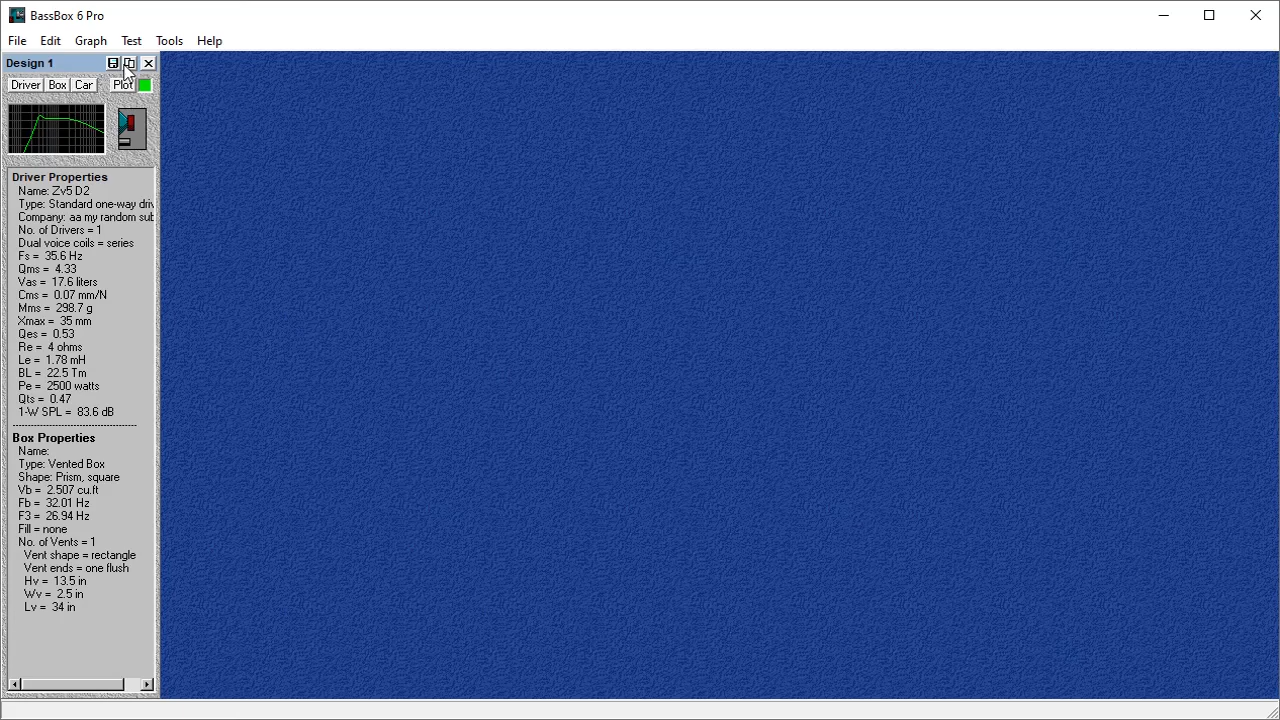 BassBox 6 Pro
File Edit Graph Test Tools Help
Design 1
Driver Box Car Plot
Driver Properties
Name: Zv5 D2
Type: Standard one-way driv
Company: aa my random sub
No. of Drivers = 1
Dual voice coils = series
Fs = 35.6 Hz
Qms = 4.33
Vas = 17.6 liters
Cms = 0.07 mm/N
Mms = 298.7 g
Xmax = 35 mm
Qes = 0.53
Re = 4 ohms
Le = 1.78 mH
BL = 22.5 Tm
Pe = 2500 watts
Qts = 0.47
1-W SPL = 83.6 dB
Box Properties
Name:
Type: Vented Box
Shape: Prism, square
Vb = 2.507 cu.ft
Fb = 32.01 Hz
F3 = 26.94 Hz
Fill = none
No. of Vents = 1
Vent shape = rectangle
Vent ends = one flush
Hv = 13.5 in
Wv = 2.5 in
Lv = 34 in